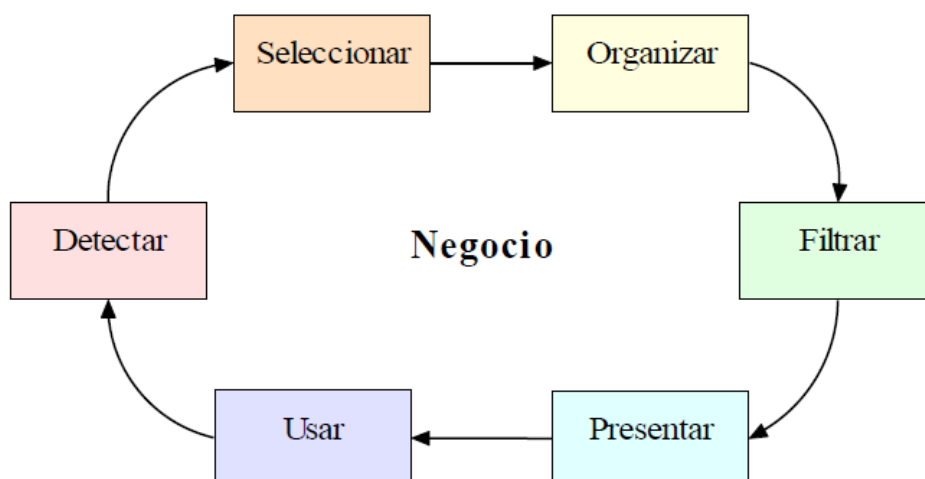 Seleccionar
Organizar
Detectar
Negocio
Filtrar
Usar
Presentar